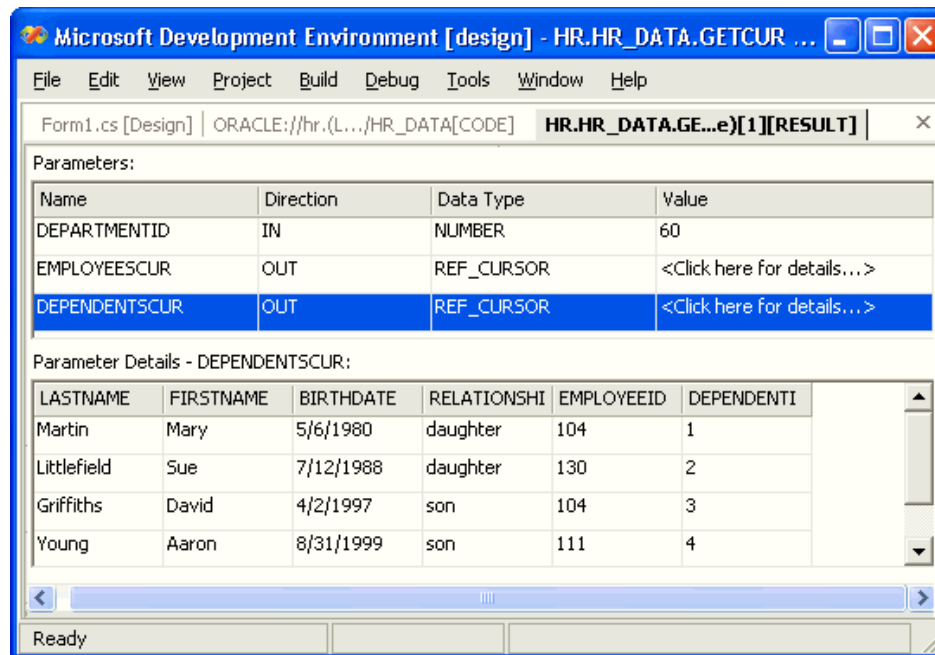 Microsoft Development Environment [design] - HR.HR_DATA.GETCUR ...
File Edit View Project Build Debug Tools Window Help
Form1.cs [Design] ORACLE://hr.(L.../HR_DATA[CODE] HR.HR_DATA.GE...e)[1][RESULT]
Parameters:
Name Direction Data Type Value
DEPARTMENTID IN NUMBER 60
EMPLOYEESCUR OUT REF_CURSOR <Click here for details...>
DEPENDENTSCUR OUT REF_CURSOR <Click here for details...>
Parameter Details - DEPENDENTSCUR:
LASTNAME FIRSTNAME BIRTHDATE RELATIONSHI EMPLOYEEID DEPENDENTI
Martin Mary 5/6/1980 daughter 104 1
Littlefield Sue 7/12/1988 daughter 130 2
Griffiths David 4/2/1997 son 104 3
Young Aaron 8/31/1999 son 111 4
Ready